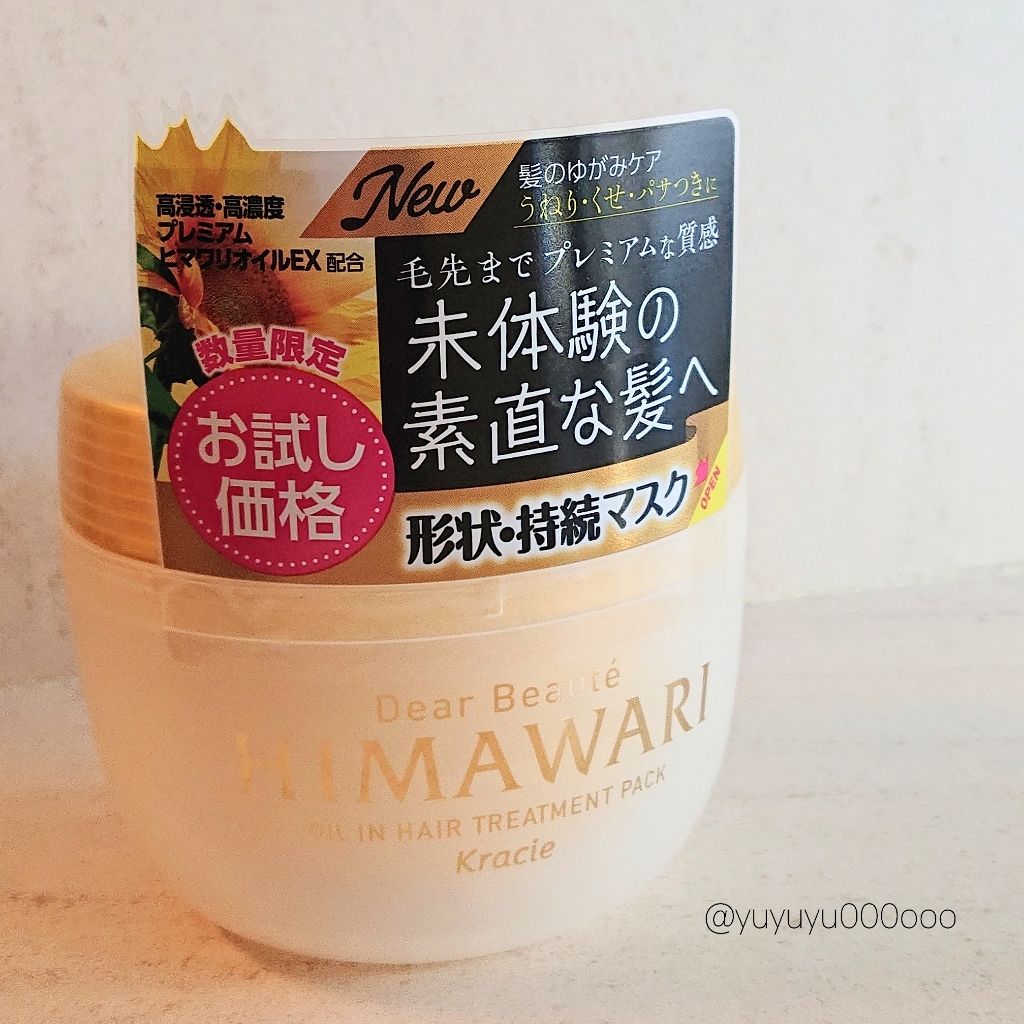 New
髪のゆがみケア
うねり・くせ・パサつきに
高浸透・高濃度
プレミアム
ヒマワリオイルEX 配合
毛先まで プレミアムな質感
未体験の
素直な髪へ
数量限定
お試し
価格
形状・持続マスク
OPEN
Dear Beauté
HIMAWARI
OIL IN HAIR TREATMENT PACK
Kracie
@yuyuyu000ooo